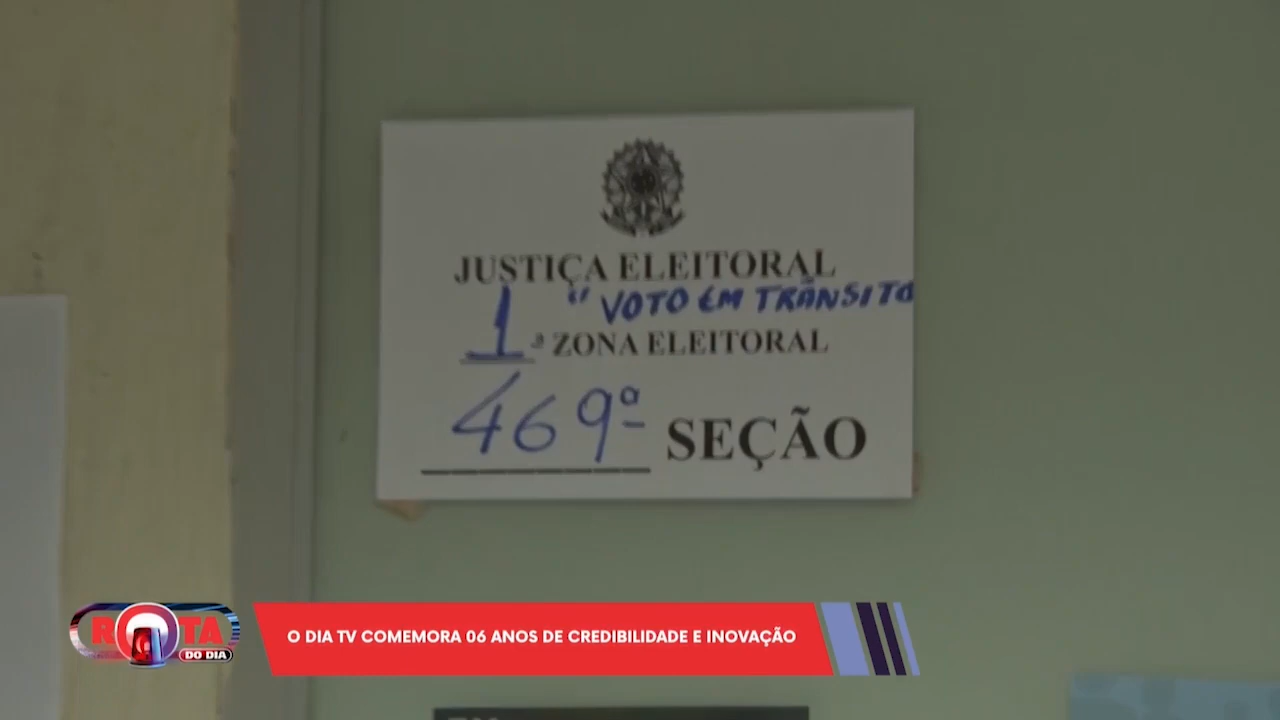 JUSTIÇA ELEITORAL
" VOTO EM TRÂNSITO
1ª ZONA ELEITORAL
469ª SEÇÃO
ROTA
DO DIA
O DIA TV COMEMORA 06 ANOS DE CREDIBILIDADE E INOVAÇÃO